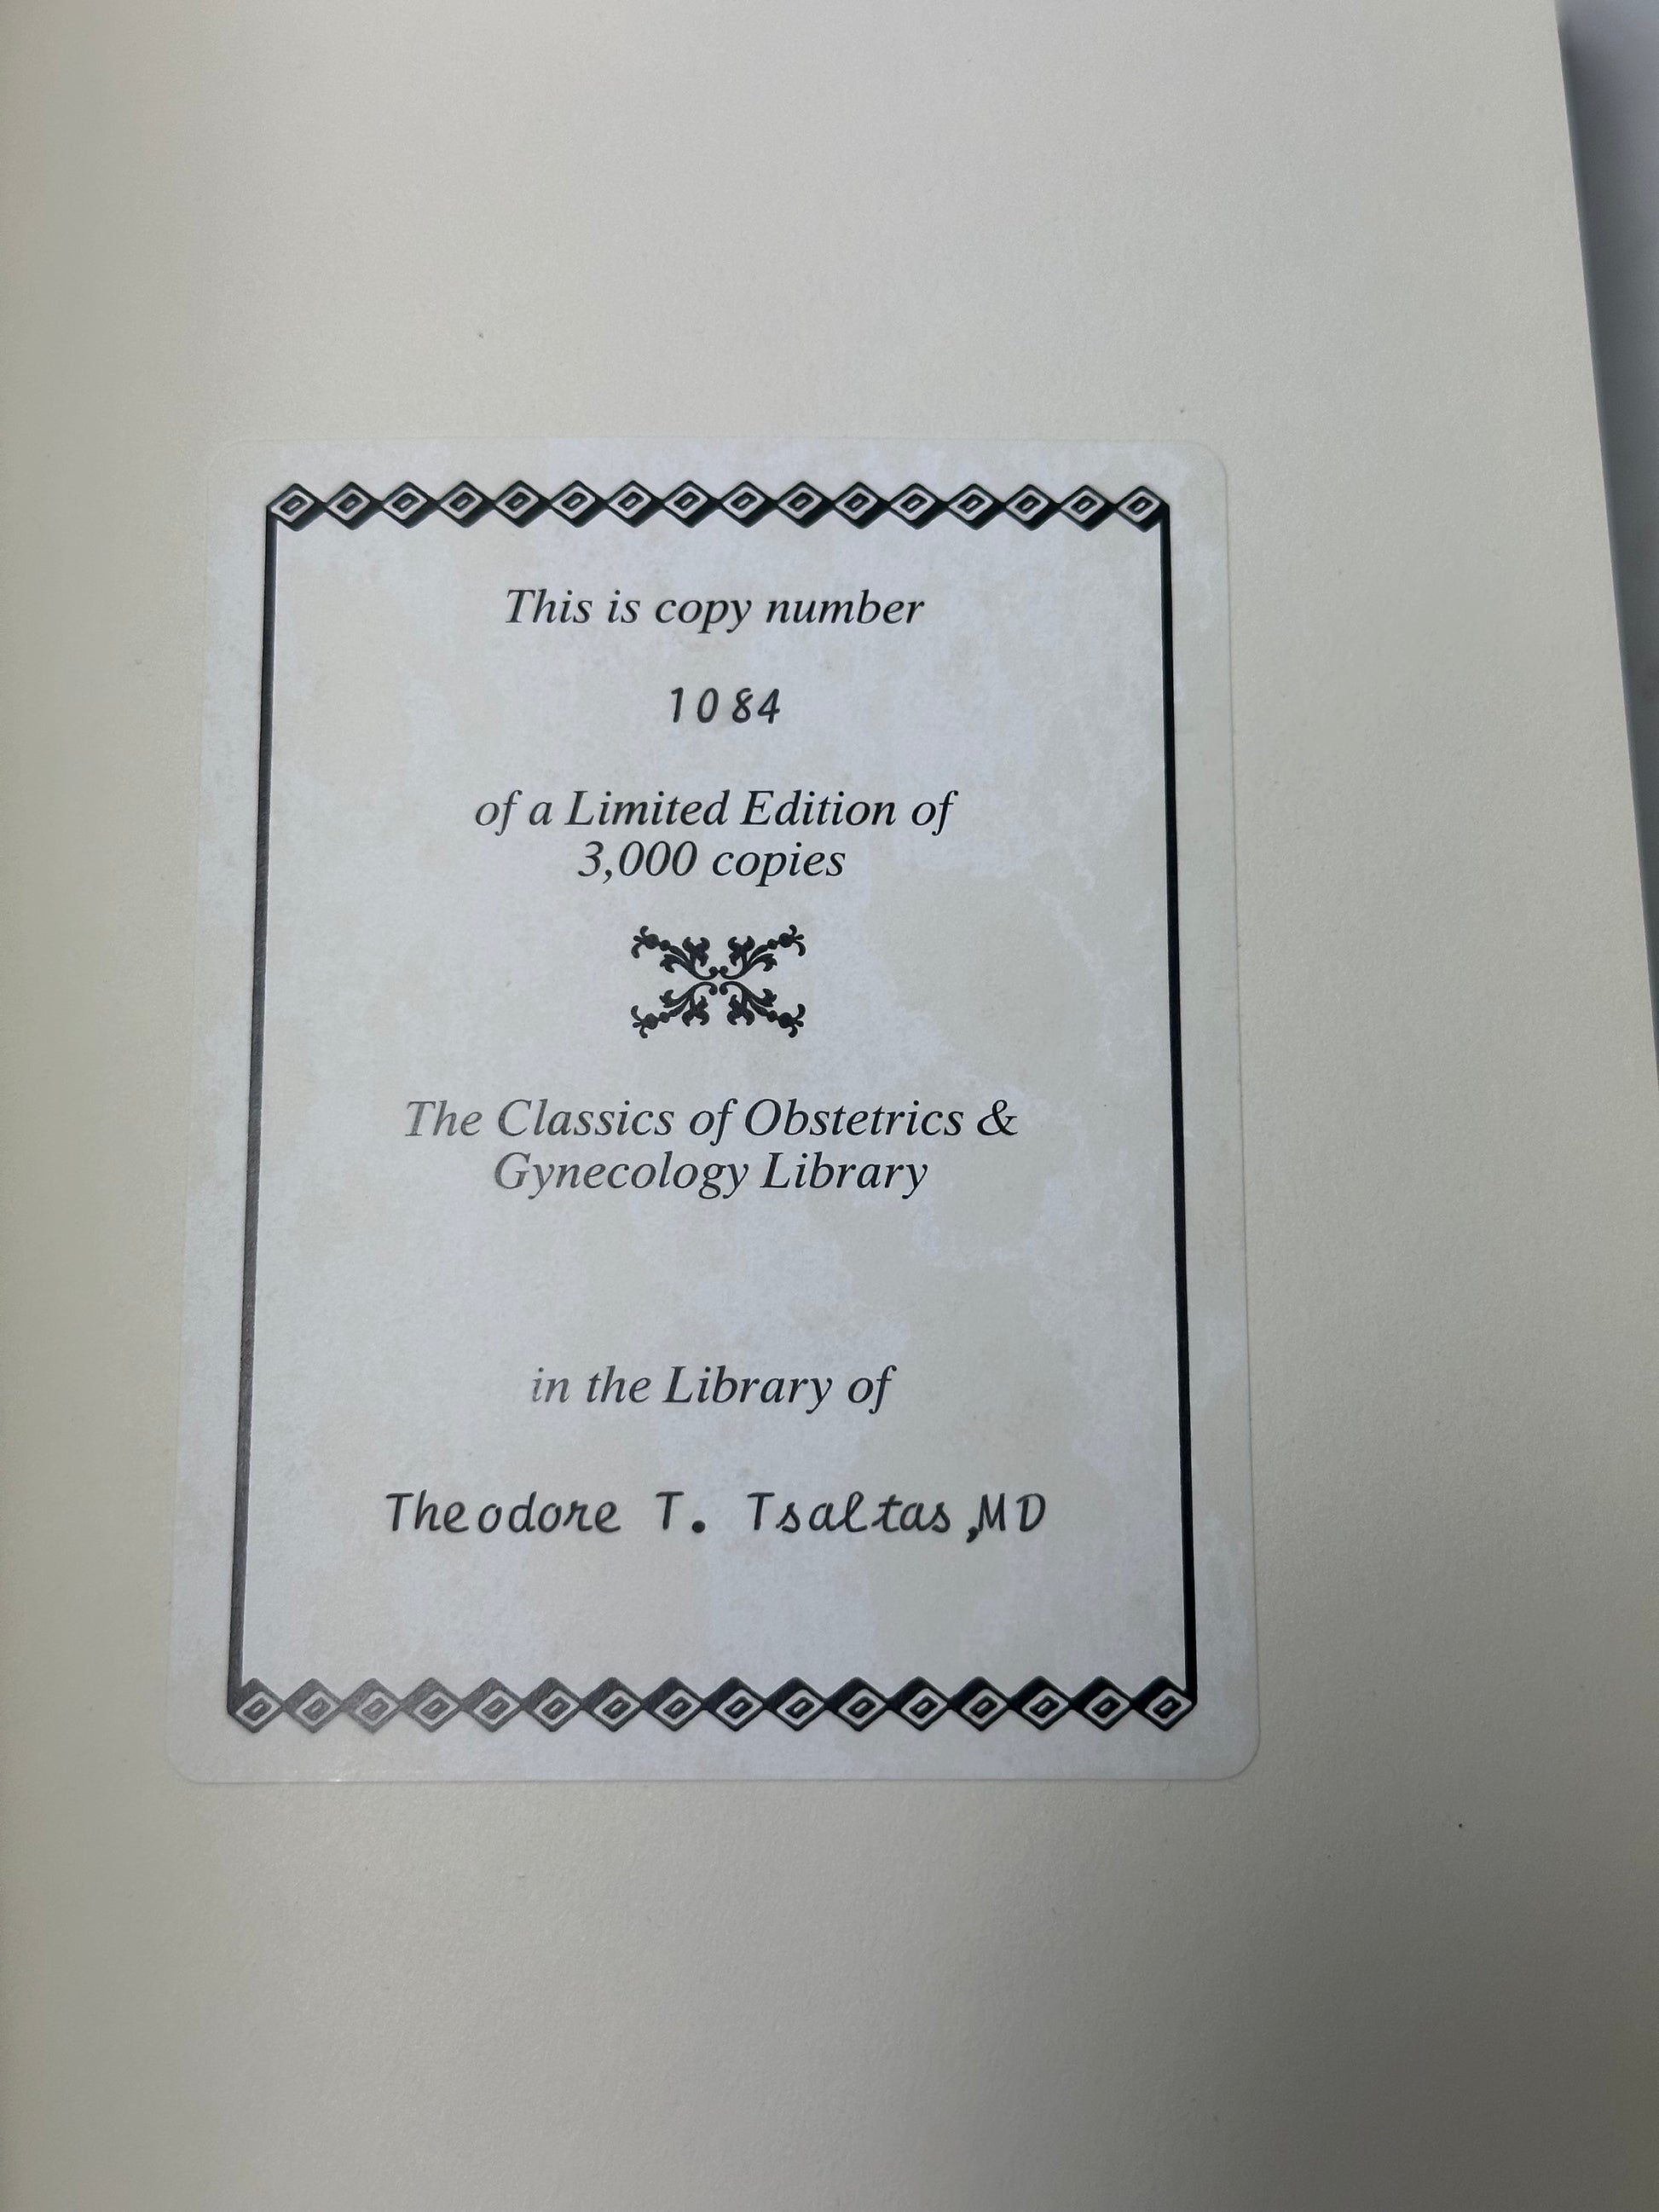 This is copy number
1084
of a Limited Edition of
3,000 copies
The Classics of Obstetrics &
Gynecology Library
in the Library of
Theodore T. Tsaltas, MD